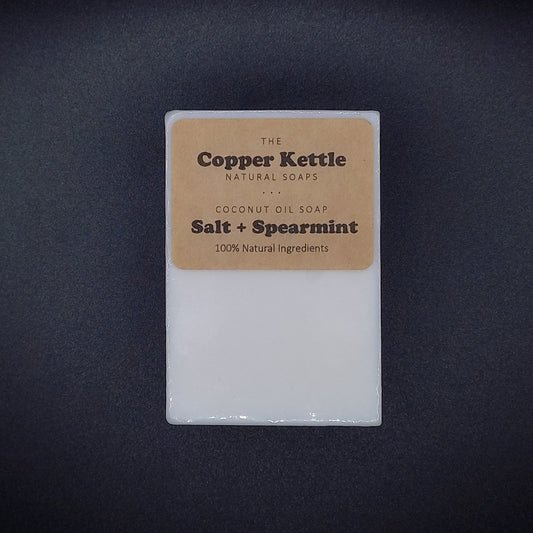 THE
Copper Kettle
NATURAL SOAPS
...
COCONUT OIL SOAP
Salt + Spearmint
100% Natural Ingredients